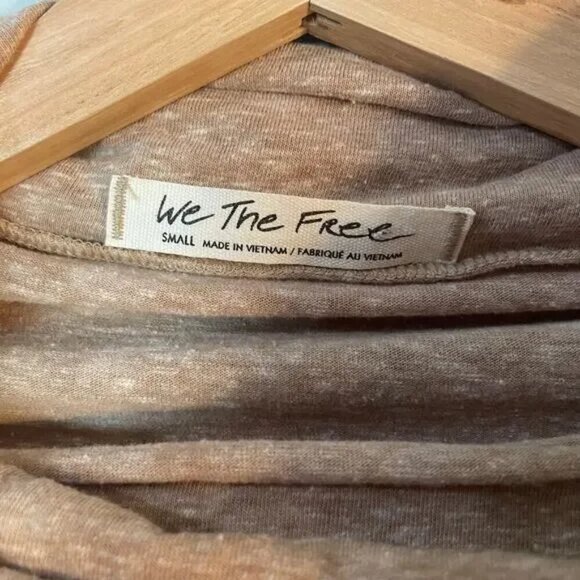 We The Free
SMALL MADE IN VIETNAM / FABRIQUÉ AU VIETNAM